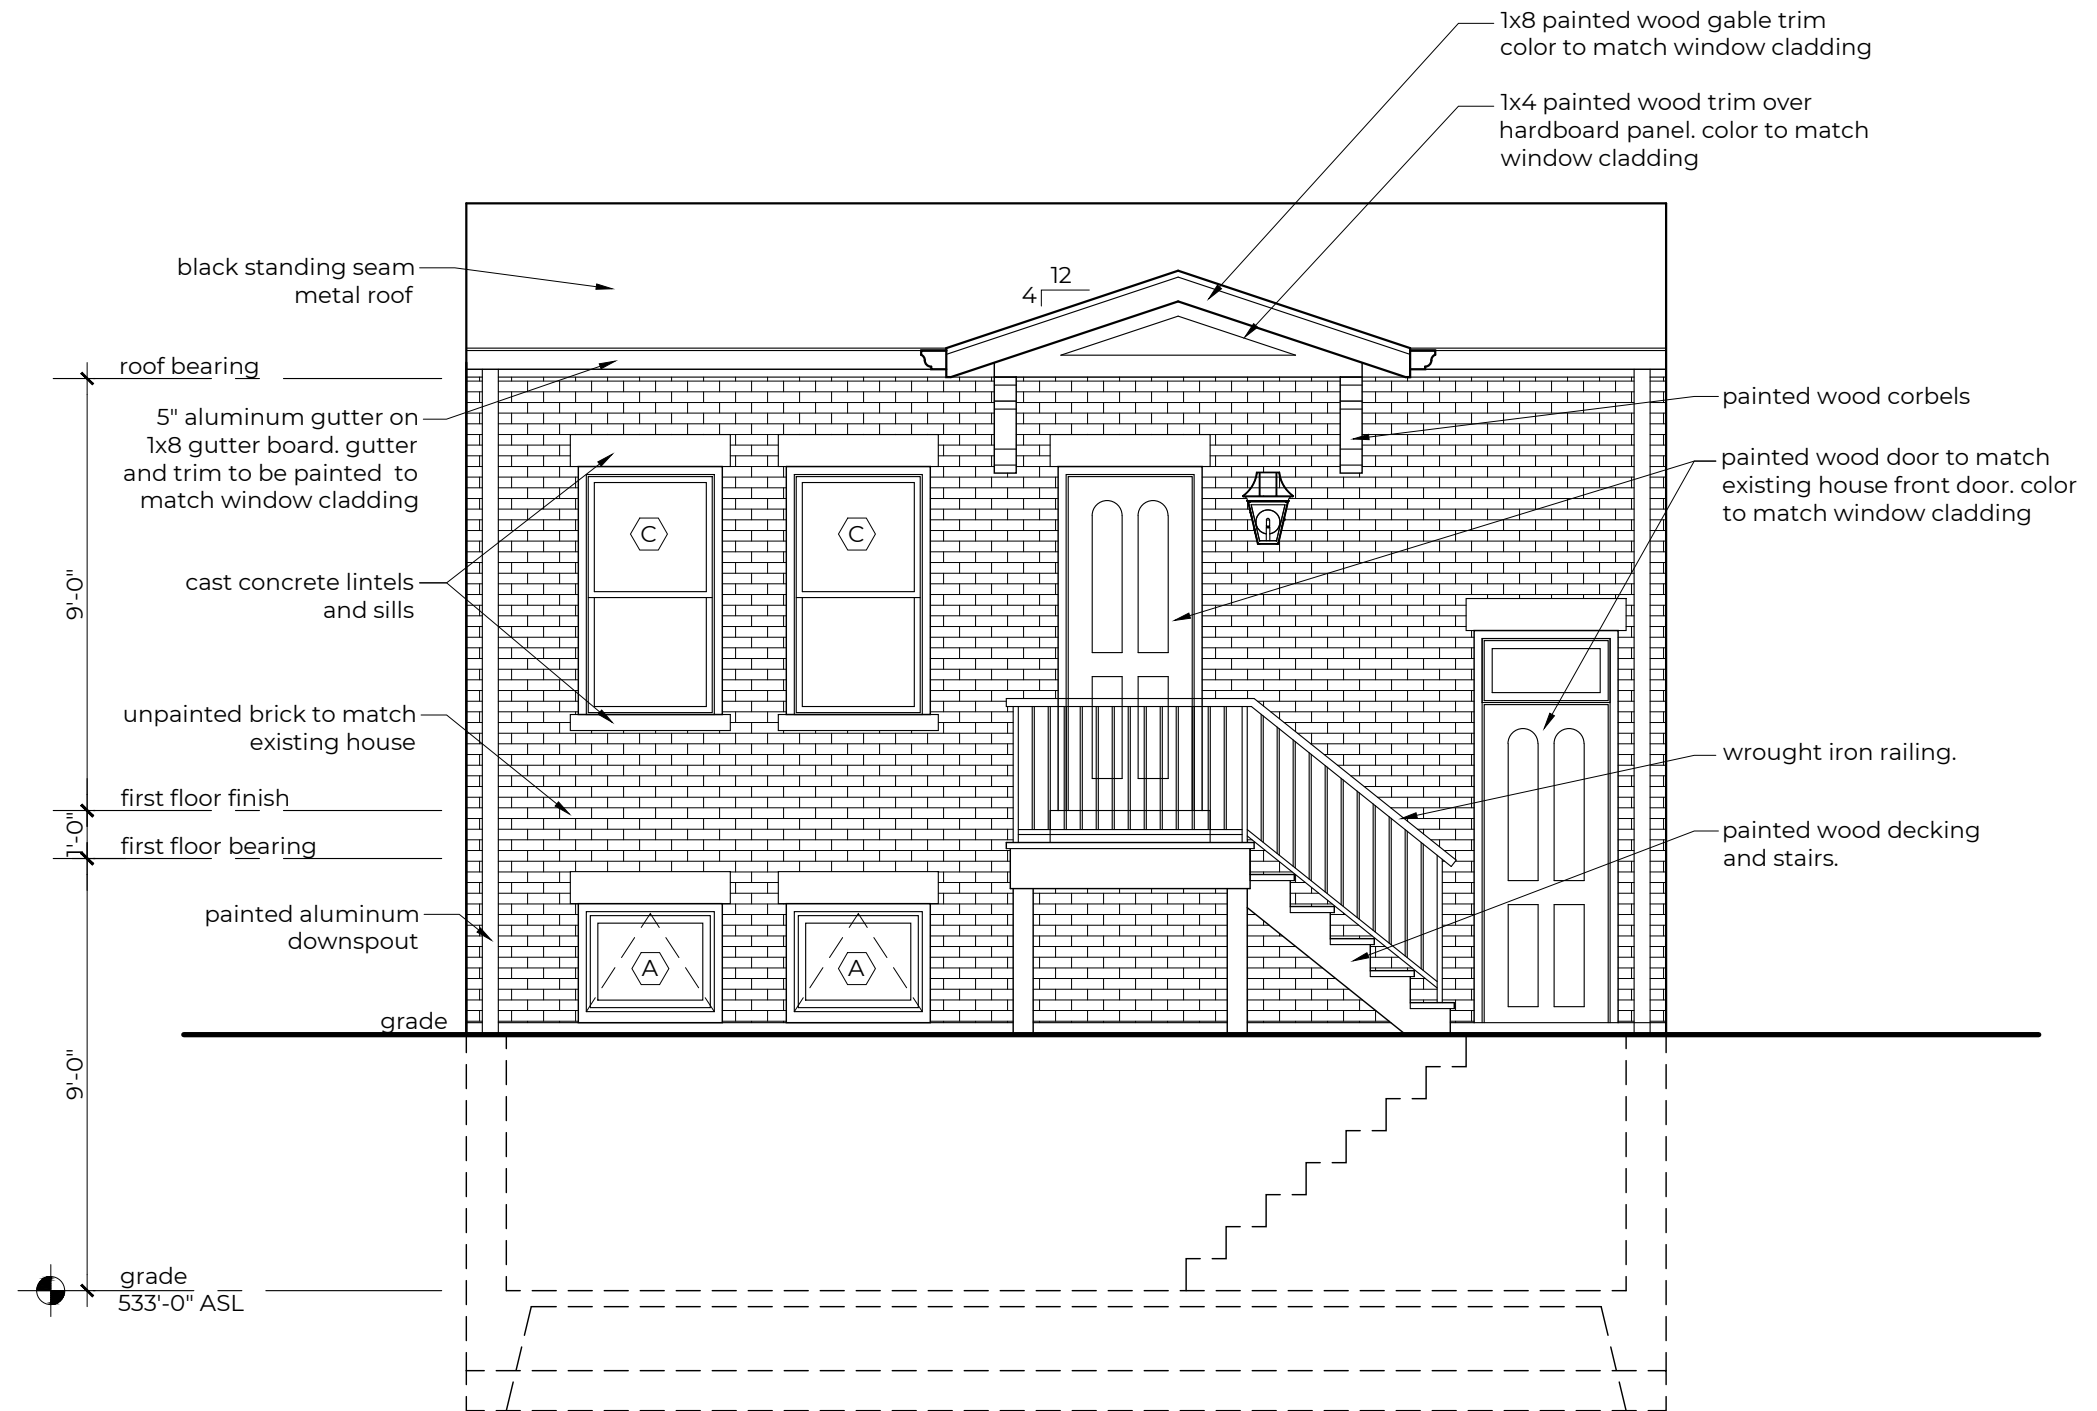 1x8 painted wood gable trim
color to match window cladding
1x4 painted wood trim over
hardboard panel. color to match
window cladding
black standing seam
metal roof
12
4
roof bearing
5" aluminum gutter on
1x8 gutter board. gutter
and trim to be painted to
match window cladding
painted wood corbels
painted wood door to match
existing house front door. color
to match window cladding
C
C
9'-0"
cast concrete lintels
and sills
unpainted brick to match
existing house
wrought iron railing.
first floor finish
1'-0"
first floor bearing
painted wood decking
and stairs.
painted aluminum
downspout
A
A
grade
9'-0"
grade
533'-0" ASL